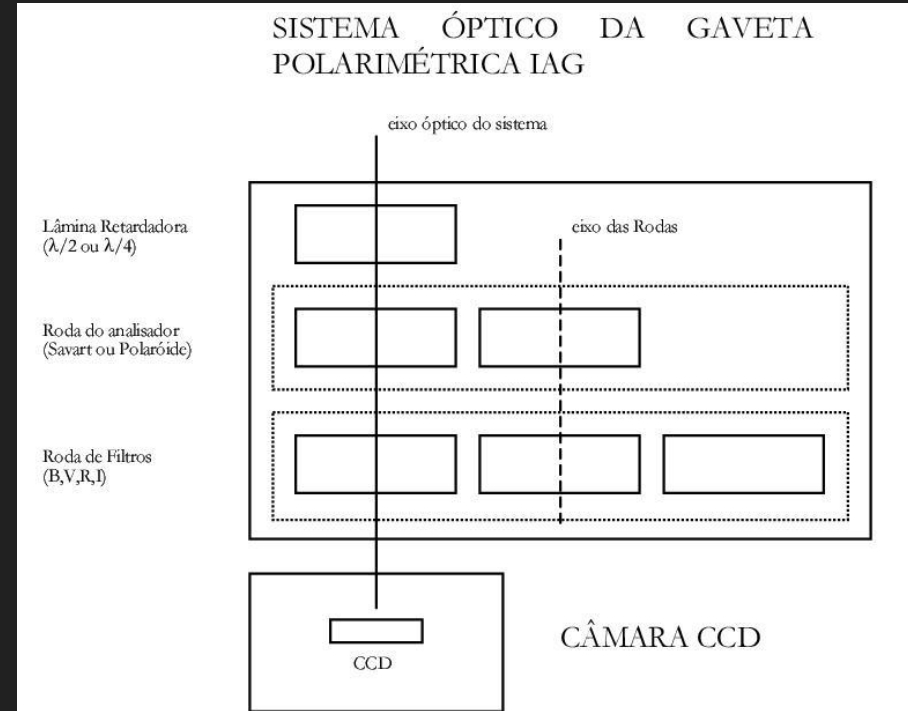 SISTEMA ÓPTICO DA GAVETA
POLARIMÉTRICA IAG
eixo óptico do sistema
Lâmina Retardadora
(λ/2 ou λ/4)
eixo das Rodas
Roda do analisador
(Savart ou Polaróide)
Roda de Filtros
(B,V,R,I)
CCD
CÂMARA CCD